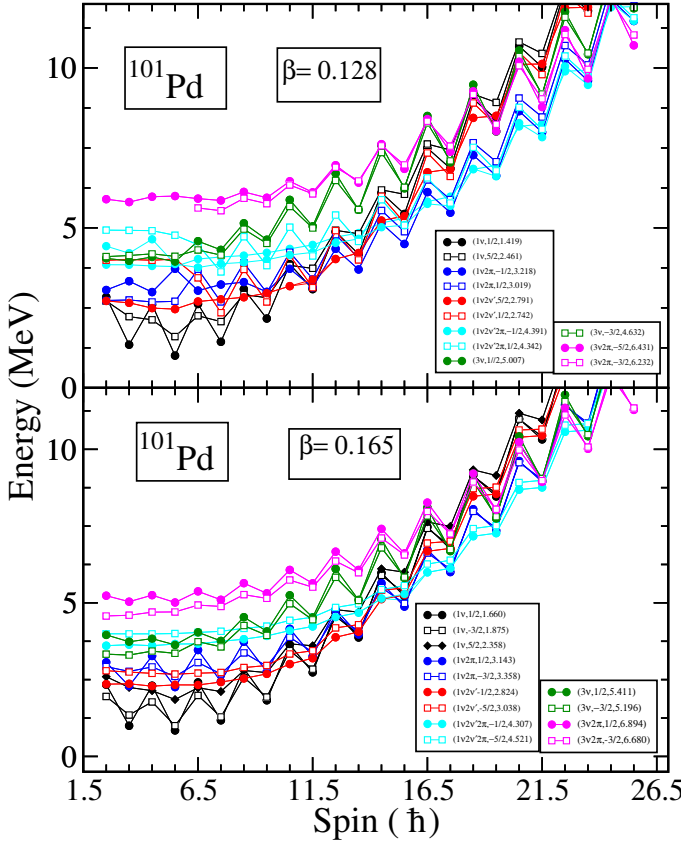 10
5
0
101Pd
β= 0.128
(1ν,1/2,1.419)
(1ν,5/2,2.461)
(1ν2π,−1/2,3.218)
(1ν2π,1/2,3.019)
(1ν2ν',5/2,2.791)
(1ν2ν',1/2,2.742)
(1ν2ν'2π,−1/2,4.391)
(1ν2ν'2π,1/2,4.342)
(3ν,1//2,5.007)
(3ν,−3/2,4.632)
(3ν2π,−5/2,6.431)
(3ν2π,−3/2,6.232)
Energy (MeV)
10
5
0
101Pd
β= 0.165
(1ν,1/2,1.660)
(1ν,-3/2,1.875)
(1ν,5/2,2.358)
(1ν2π,1/2,3.143)
(1ν2π,−3/2,3.358)
(1ν2ν'-1/2,2.824)
(1ν2ν',-5/2,3.038)
(1ν2ν'2π,−1/2,4.307)
(1ν2ν'2π,−5/2,4.521)
(3ν,1/2,5.411)
(3ν,−3/2,5.196)
(3ν2π,1/2,6.894)
(3ν2π,-3/2,6.680)
1.5 6.5 11.5 16.5 21.5 26.5
Spin ( ħ)